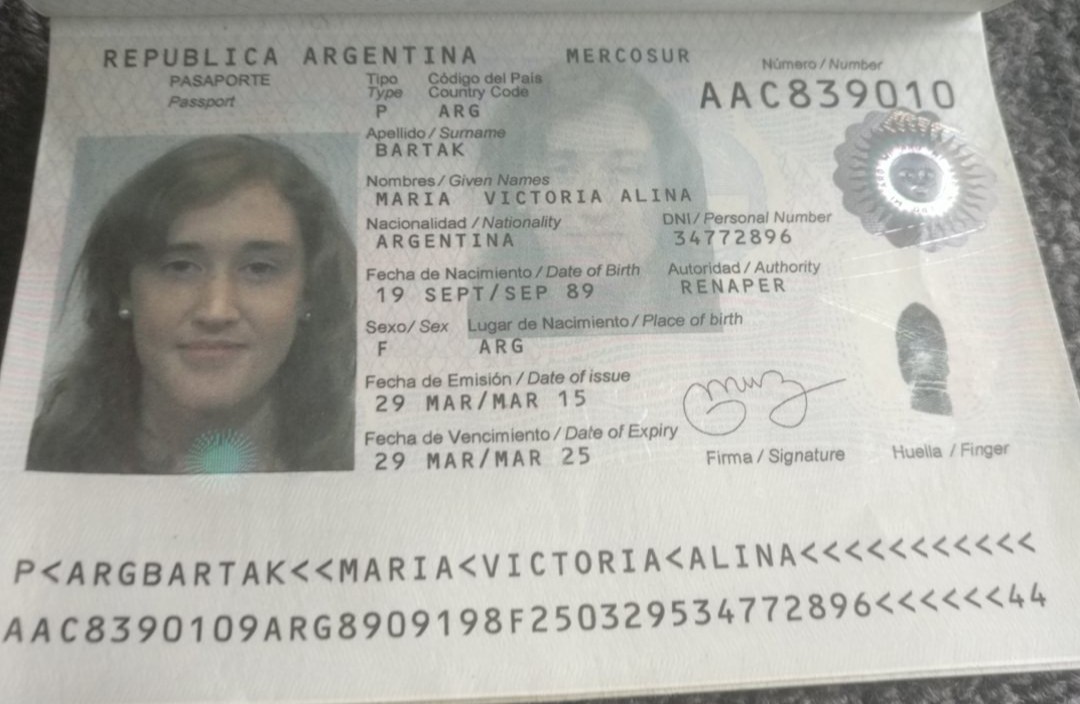 REPUBLICA ARGENTINA MERCOSUR
PASAPORTE Tipo Código del País Número / Number
Passport Type Country Code AAC839010
P ARG
Apellido / Surname
BARTAK
Nombres / Given Names
MARIA VICTORIA ALINA
Nacionalidad / Nationality DNI / Personal Number
ARGENTINA 34772896
Fecha de Nacimiento / Date of Birth Autoridad / Authority
19 SEPT/SEP 89 RENAPER
Sexo / Sex Lugar de Nacimiento / Place of birth
F ARG
Fecha de Emisión / Date of issue
29 MAR/MAR 15
Fecha de Vencimiento / Date of Expiry
29 MAR/MAR 25 Firma / Signature Huella / Finger
P<ARGBARTAK<<MARIA<VICTORIA<ALINA<<<<<<<<<<<
AAC8390109ARG8909198F250329534772896<<<<<<44